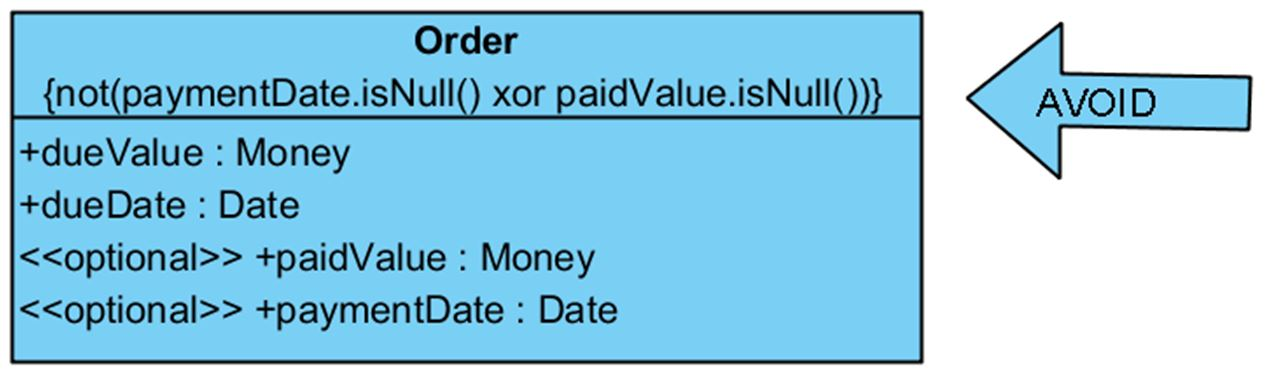 Order
{not(paymentDate.isNull() xor paidValue.isNull())}
AVOID
+dueValue : Money
+dueDate : Date
<<optional>> +paidValue : Money
<<optional>> +paymentDate : Date